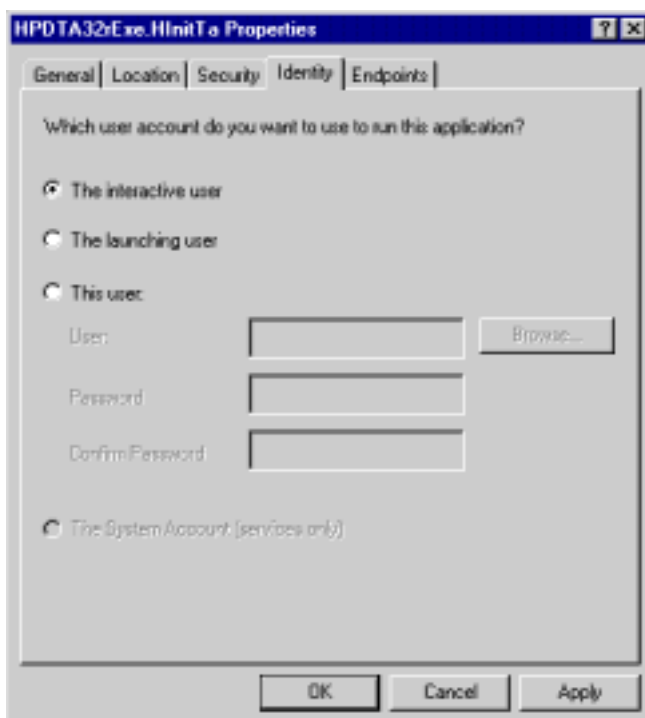 HPDTA32rExe.HInitTa Properties
General Location Security Identity Endpoints
Which user account do you want to use to run this application?
The interactive user
The launching user
This user:
User:
Browse...
Password
Confirm Password
The System Account (services only)
OK Cancel Apply